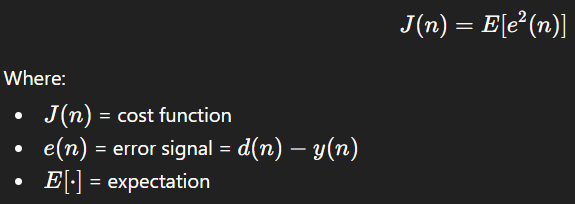 J(n) = E[e²(n)]
Where:
• J(n) = cost function
• e(n) = error signal = d(n) − y(n)
• E[·] = expectation